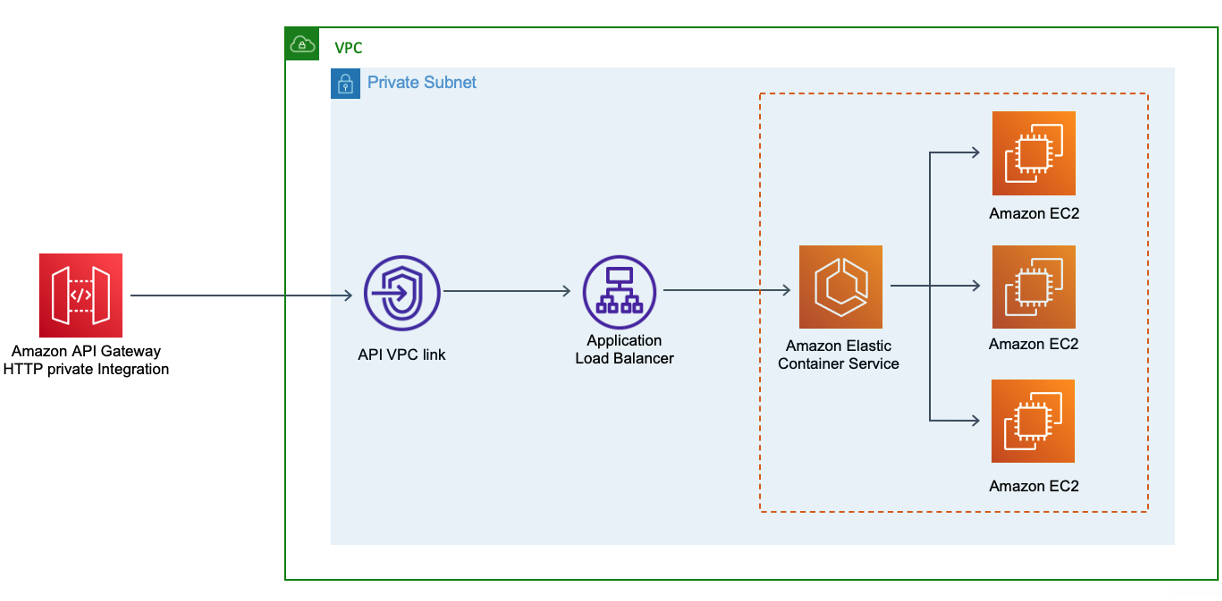 VPC
Private Subnet
Amazon EC2
Amazon API Gateway
HTTP private Integration
</>
API VPC link
Application
Load Balancer
Amazon Elastic
Container Service
Amazon EC2
Amazon EC2